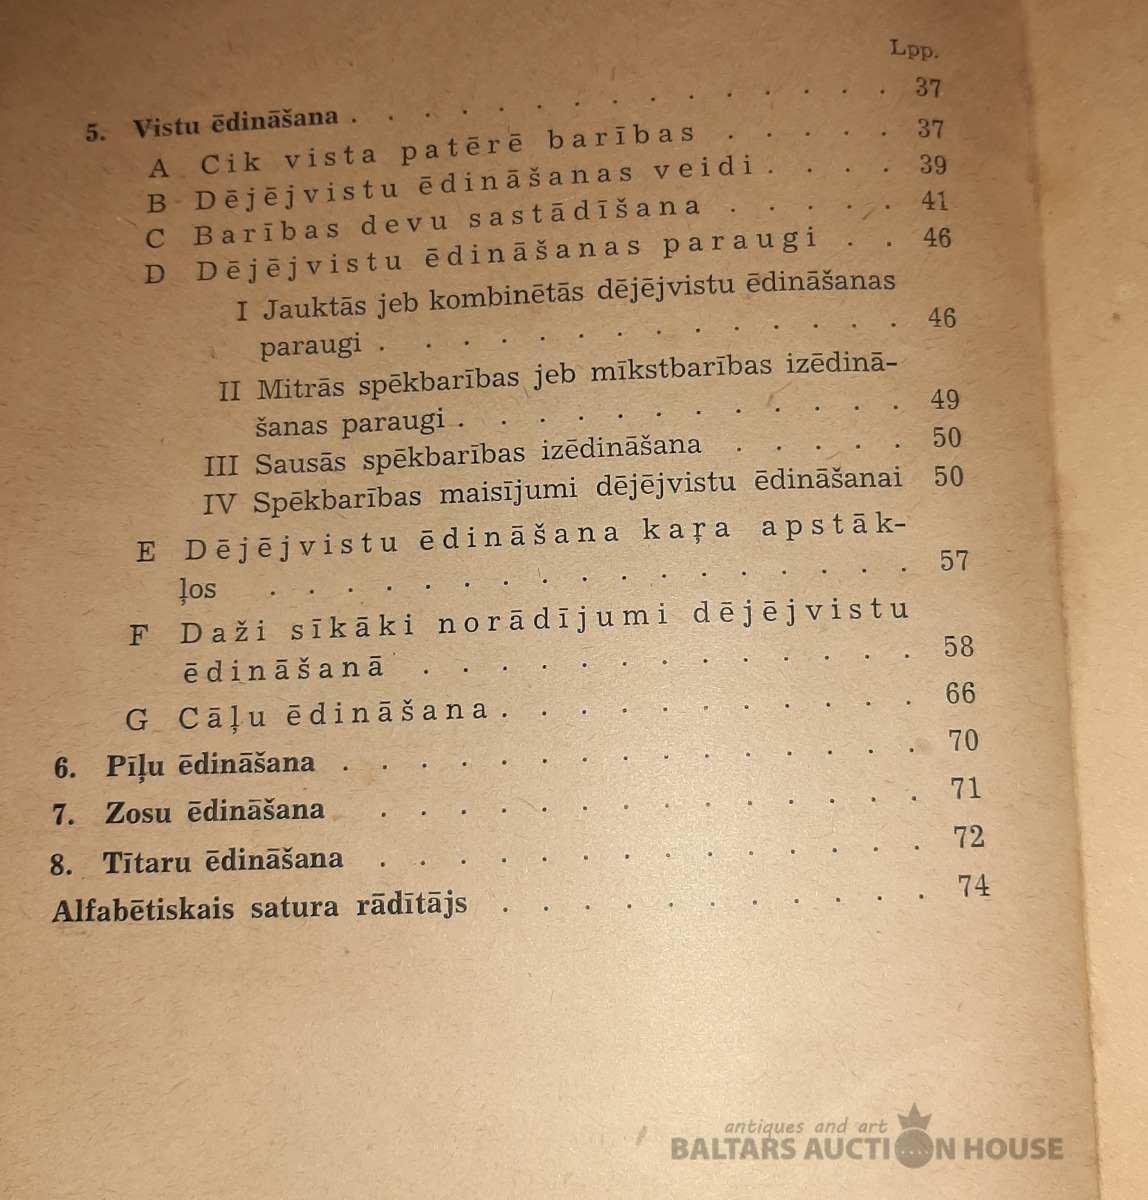 Lpp.
5. Vistu ēdināšana . . . . . . . . . . . . . 37
A Cik vista patērē barības . . . . . 37
B Dējējvistu ēdināšanas veidi . . . . 39
C Barības devu sastādīšana . . . . . 41
D Dējējvistu ēdināšanas paraugi . . 46
I Jauktās jeb kombinētās dējējvistu ēdināšanas
paraugi . . . . . . . . . . . . 46
II Mitrās spēkbarības jeb mīkstbarības izēdinā-
šanas paraugi . . . . . . . . . . 49
III Sausās spēkbarības izēdināšana . . . . . 50
IV Spēkbarības maisījumi dējējvistu ēdināšanai 50
E Dējējvistu ēdināšana kaŗa apstāk-
ļos . . . . . . . . . . . . . . . . . 57
F Daži sīkāki norādījumi dējējvistu
ēdināšanā . . . . . . . . . . . . . 58
G Cāļu ēdināšana . . . . . . . . . . . 66
6. Pīļu ēdināšana . . . . . . . . . . . . . . . 70
7. Zosu ēdināšana . . . . . . . . . . . . . . 71
8. Tītaru ēdināšana . . . . . . . . . . . . . . 72
Alfabētiskais satura rādītājs . . . . . . . . . . . 74
antiques and art
BALTARS AUCTION HOUSE